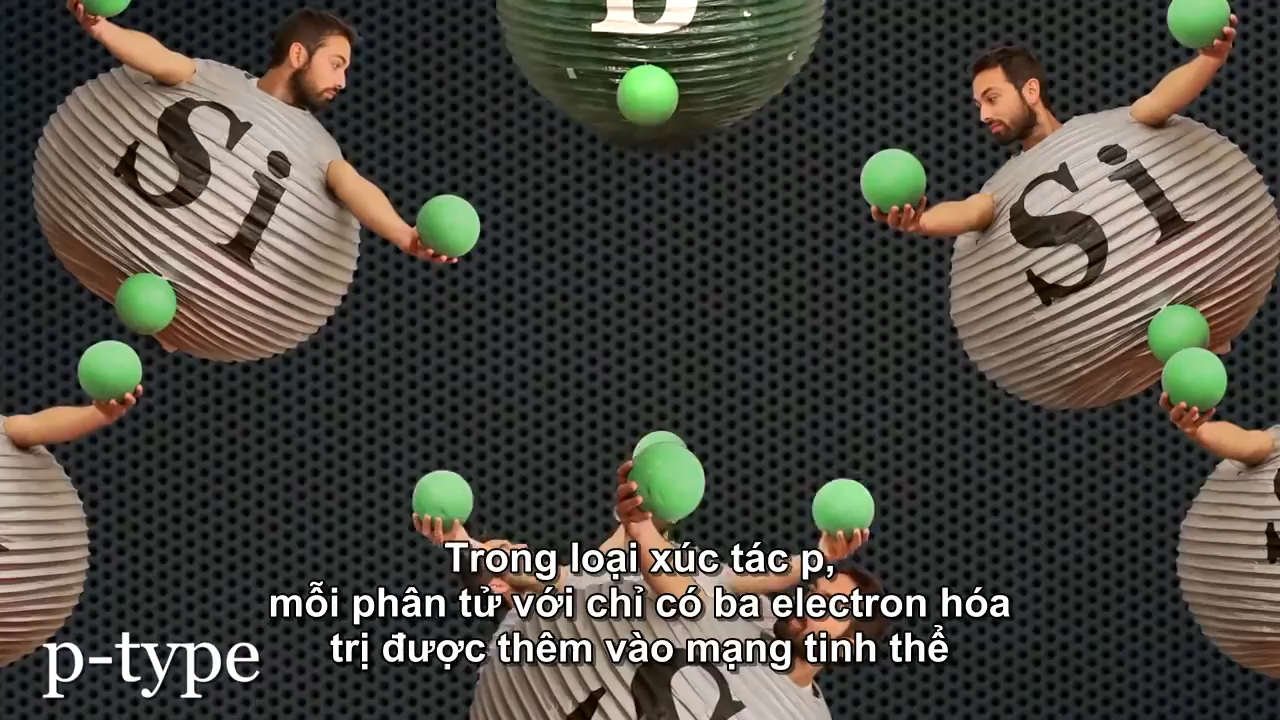 B
Si
Si
Trong loại xúc tác p,
mỗi phân tử với chỉ có ba electron hóa
trị được thêm vào mạng tinh thể
p-type